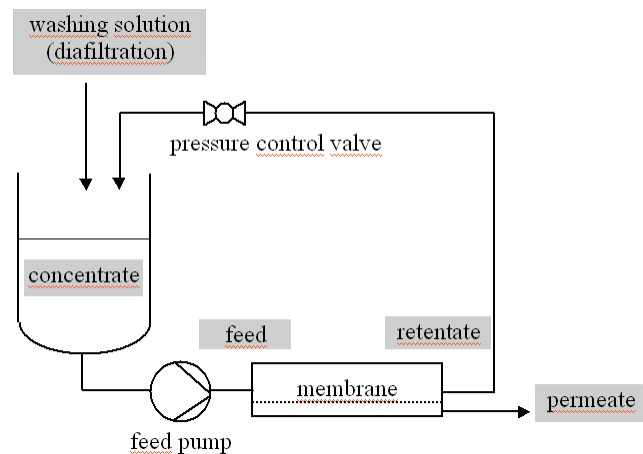 washing solution
(diafiltration)
pressure control valve
concentrate
feed
retentate
membrane
permeate
feed pump